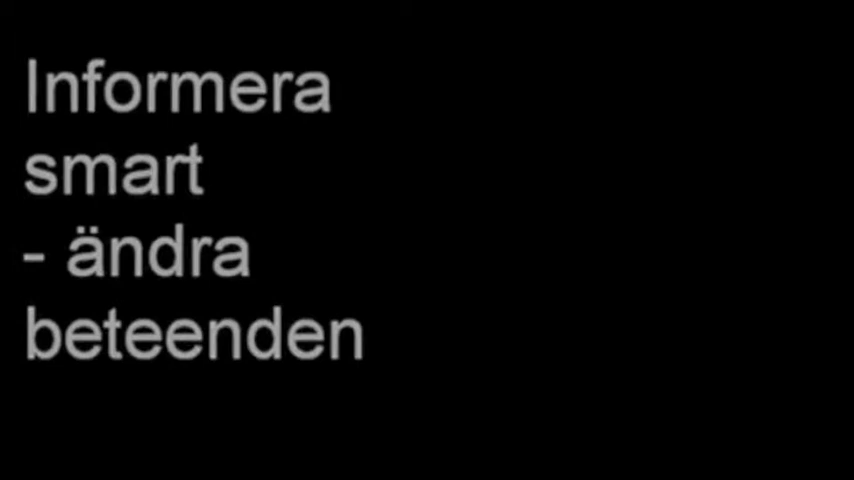 Informera
smart
- ändra
beteenden